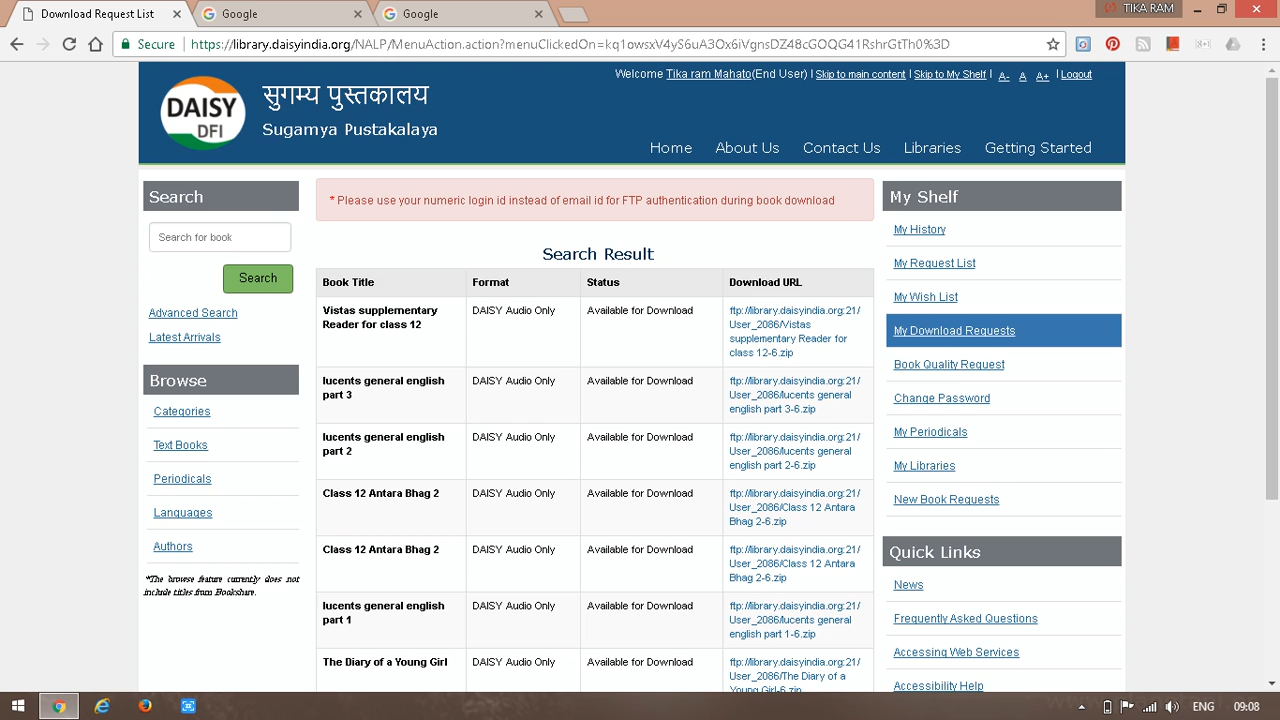 Download Request List
Google
Google
TIKA RAM
Secure
https://library.daisyindia.org/NALP/MenuAction.action?menuClickedOn=kq1owsxV4yS6uA3Ox6iVgnsDZ48cGOQG41RshrGtTh0%3D
Welcome Tika ram Mahato(End User) | Skip to main content | Skip to My Shelf | A- A A+ | Logout
DAISY
DFI
सुगम्य पुस्तकालय
Sugamya Pustakalaya
Home About Us Contact Us Libraries Getting Started
Search
Search for book
Search
Advanced Search
Latest Arrivals
Browse
Categories
Text Books
Periodicals
Languages
Authors
*The browse feature currently does not
include titles from Bookshare.
* Please use your numeric login id instead of email id for FTP authentication during book download
Search Result
Book Title Format Status Download URL
Vistas supplementary DAISY Audio Only Available for Download ftp://library.daisyindia.org:21/
Reader for class 12 User_2086/Vistas
supplementary Reader for
class 12-6.zip
lucents general english DAISY Audio Only Available for Download ftp://library.daisyindia.org:21/
part 3 User_2086/lucents general
english part 3-6.zip
lucents general english DAISY Audio Only Available for Download ftp://library.daisyindia.org:21/
part 2 User_2086/lucents general
english part 2-6.zip
Class 12 Antara Bhag 2 DAISY Audio Only Available for Download ftp://library.daisyindia.org:21/
User_2086/Class 12 Antara
Bhag 2-6.zip
Class 12 Antara Bhag 2 DAISY Audio Only Available for Download ftp://library.daisyindia.org:21/
User_2086/Class 12 Antara
Bhag 2-6.zip
lucents general english DAISY Audio Only Available for Download ftp://library.daisyindia.org:21/
part 1 User_2086/lucents general
english part 1-6.zip
The Diary of a Young Girl DAISY Audio Only Available for Download ftp://library.daisyindia.org:21/
User_2086/The Diary of a
Young Girl-6.zip
My Shelf
My History
My Request List
My Wish List
My Download Requests
Book Quality Request
Change Password
My Periodicals
My Libraries
New Book Requests
Quick Links
News
Frequently Asked Questions
Accessing Web Services
Accessibility Help
ENG
09:08